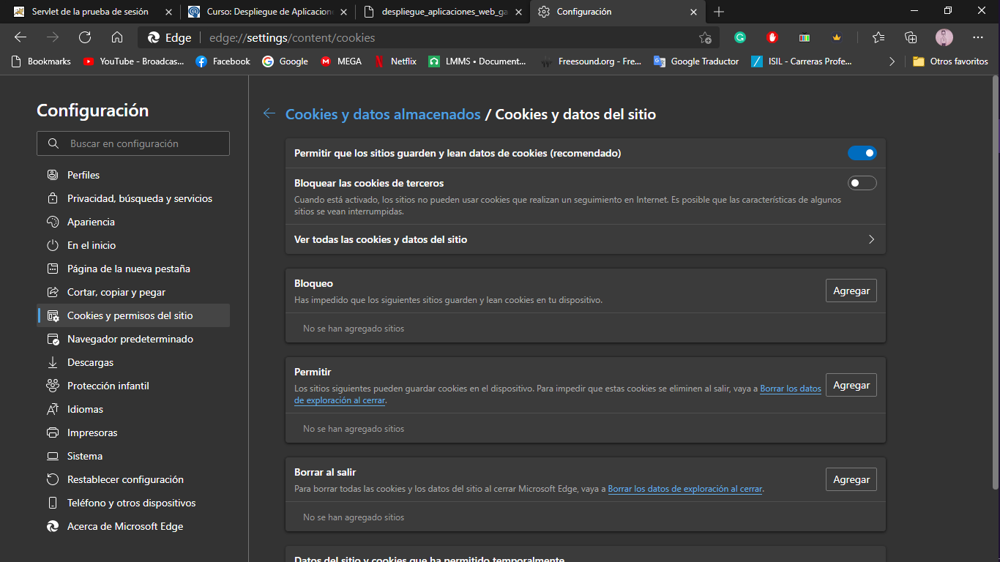 Servlet de la prueba de sesión
Curso: Despliegue de Aplicacione
despliegue_aplicaciones_web_ga
Configuración
Edge
edge://settings/content/cookies
Bookmarks
YouTube - Broadcas...
Facebook
Google
MEGA
Netflix
LMMS • Document...
Freesound.org - Fre...
Google Traductor
ISIL - Carreras Profe...
Otros favoritos
Configuración
Buscar en configuración
Perfiles
Privacidad, búsqueda y servicios
Apariencia
En el inicio
Página de la nueva pestaña
Cortar, copiar y pegar
Cookies y permisos del sitio
Navegador predeterminado
Descargas
Protección infantil
Idiomas
Impresoras
Sistema
Restablecer configuración
Teléfono y otros dispositivos
Acerca de Microsoft Edge
Cookies y datos almacenados / Cookies y datos del sitio
Permitir que los sitios guarden y lean datos de cookies (recomendado)
Bloquear las cookies de terceros
Cuando está activado, los sitios no pueden usar cookies que realizan un seguimiento en Internet. Es posible que las características de algunos
sitios se vean interrumpidas.
Ver todas las cookies y datos del sitio
Bloqueo
Has impedido que los siguientes sitios guarden y lean cookies en tu dispositivo.
Agregar
No se han agregado sitios
Permitir
Los sitios siguientes pueden guardar cookies en el dispositivo. Para impedir que estas cookies se eliminen al salir, vaya a Borrar los datos
de exploración al cerrar.
Agregar
No se han agregado sitios
Borrar al salir
Para borrar todas las cookies y los datos del sitio al cerrar Microsoft Edge, vaya a Borrar los datos de exploración al cerrar.
Agregar
No se han agregado sitios
Datos del sitio y cookies que ha permitido temporalmente